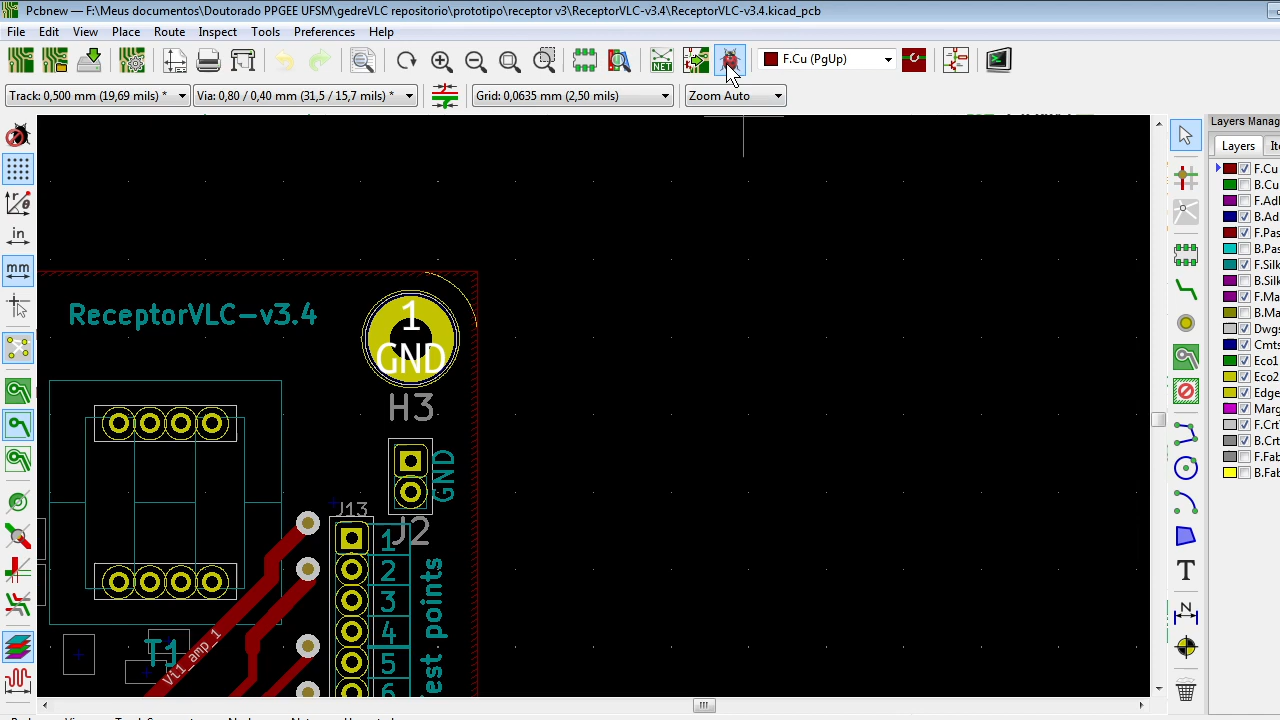 Pcbnew — F:\Meus documentos\Doutorado PPGEE UFSM\gedreVLC repositorio\prototipo\receptor v3\ReceptorVLC-v3.4\ReceptorVLC-v3.4.kicad_pcb
File Edit View Place Route Inspect Tools Preferences Help
NET
F.Cu (PgUp)
Track: 0,500 mm (19,69 mils) *
Via: 0,80 / 0,40 mm (31,5 / 15,7 mils) *
Grid: 0,0635 mm (2,50 mils)
Zoom Auto
Layers Manag
Layers
in
mm
F.Cu
B.Cu
F.Adl
B.Ad
F.Pas
B.Pas
F.Silk
B.Silk
F.Ma
B.Ma
Dwgs
Cmts
Eco1
Eco2
Edge
Marg
F.CrtY
B.Crt
F.Fab
B.Fab
ReceptorVLC-v3.4
1
GND
H3
GND
J2
J13
1
2
3
4
5
6
est points
T1
Vl1_amp_1
T
N